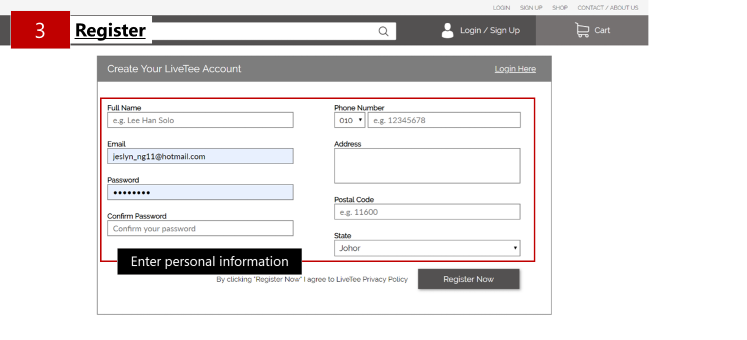 LOGIN SIGN UP SHOP CONTACT / ABOUT US
3 Register
Login / Sign Up
Cart
Create Your LiveTee Account
Login Here
Full Name
e.g. Lee Han Solo
Email
jeslyn_ng11@hotmail.com
Password
••••••••
Confirm Password
Confirm your password
Phone Number
010 e.g. 12345678
Address
Postal Code
e.g. 11600
State
Johor
Enter personal information
By clicking "Register Now" I agree to LiveTee Privacy Policy
Register Now